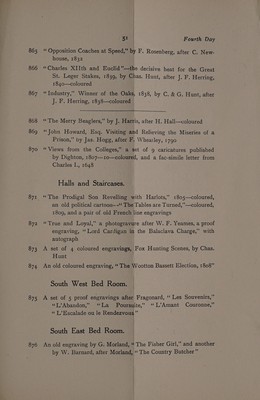 51 Fourth Day
865 “Opposition Coaches at Speed,” by F. Rosenberg, after C. New-
house, 1832
866 “Charles XIIth and Euclid”—the decisive heat for the Great
St. Leger Stakes, 1839, by Chas. Hunt, after J. F. Herring,
1840—coloured
867 “Industry,” Winner of the Oaks, 1838, by C. & G. Hunt, after
J. F. Herring, 1838—coloured
868 “The Merry Beaglers,” by J. Harris, after H. Hall—coloured
869 “John Howard, Esq. Visiting and Relieving the Miseries of a
Prison,” by Jas. Hogg, after F. Wheatley, 1790
870 “Views from the Colleges,” a set of 9 caricatures published
by Dighton, 1807—10—coloured, and a fac-simile letter from
Charles I., 1648
Halls and Staircases.
871 “The Prodigal Son Revelling with Harlots,” 1805—coloured,
an old political cartoon—“The Tables are Turned,”—coloured,
1809, and a pair of old French line engravings
872 “True and Loyal,” a photogravure after W. F. Yeames, a proof
engraving, “Lord Cardigan in the Balaclava Charge,” with
autograph
873 A set of 4 coloured engravings, Fox Hunting Scenes, by Chas.
Hunt
874 An old coloured engraving, “The Wootton Bassett Election, 1808”
South West Bed Room.
875 A set of 5 proof engravings after Fragonard, “Les Souvenirs,”
“L'Abandon,” “La Poursuite,” “L'Amant Couronne,”
“L'Escalade ou le Rendezvous”
South East Bed Room.
876 An old engraving by G. Morland, “The Fisher Girl,” and another
by W. Barnard, after Morland, “The Country Butcher”